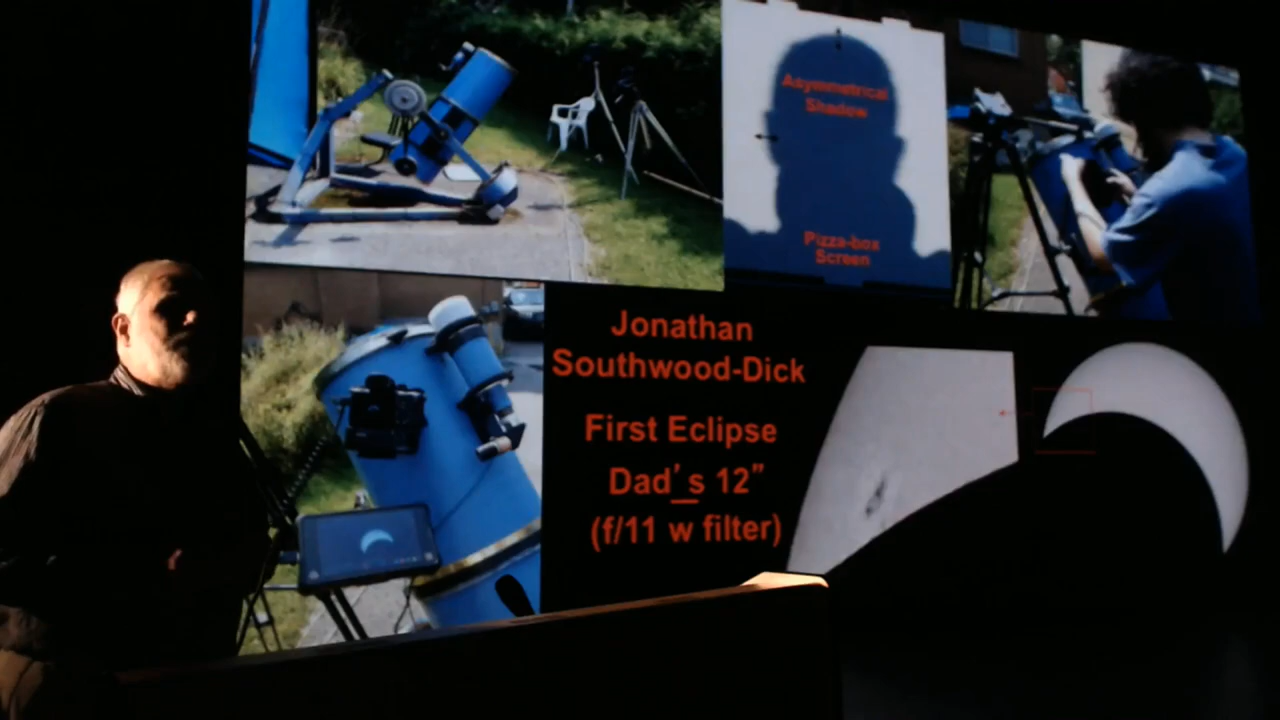 Asymmetrical
Shadow
Pizza-box
Screen
Jonathan
Southwood-Dick
First Eclipse
Dad's 12”
(f/11 w filter)